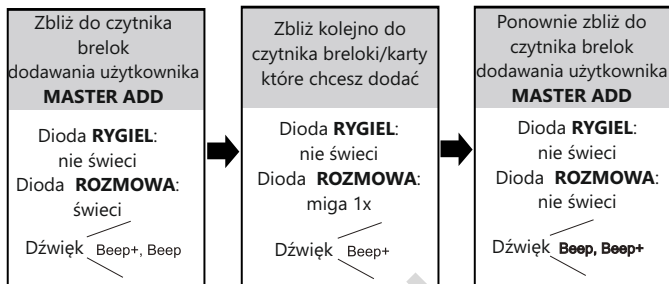 Zbliż do czytnika
brelok
dodawania użytkownika
MASTER ADD
Dioda RYGIEL:
nie świeci
Dioda ROZMOWA:
świeci
Dźwięk Beep+, Beep
Zbliż kolejno do
czytnika breloki/karty
które chcesz dodać
Dioda RYGIEL:
nie świeci
Dioda ROZMOWA:
miga 1x
Dźwięk Beep+
Ponownie zbliż do
czytnika brelok
dodawania użytkownika
MASTER ADD
Dioda RYGIEL:
nie świeci
Dioda ROZMOWA:
nie świeci
Dźwięk Beep, Beep+